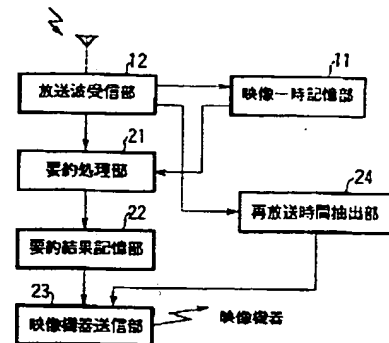 12
放送波受信部
11
映像一時記憶部
21
要約処理部
24
再放送時間抽出部
22
要約結果記憶部
23
映像機器送信部
映像機器